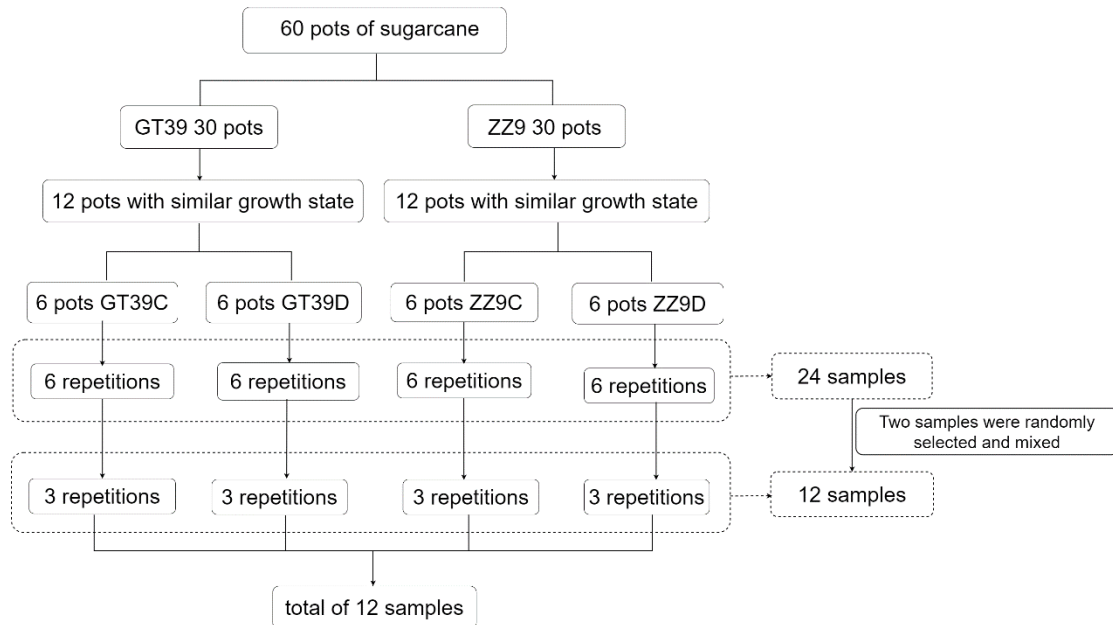 60 pots of sugarcane
GT39 30 pots
ZZ9 30 pots
12 pots with similar growth state
12 pots with similar growth state
6 pots GT39C
6 pots GT39D
6 pots ZZ9C
6 pots ZZ9D
6 repetitions
6 repetitions
6 repetitions
6 repetitions
24 samples
Two samples were randomly
selected and mixed
3 repetitions
3 repetitions
3 repetitions
3 repetitions
12 samples
total of 12 samples